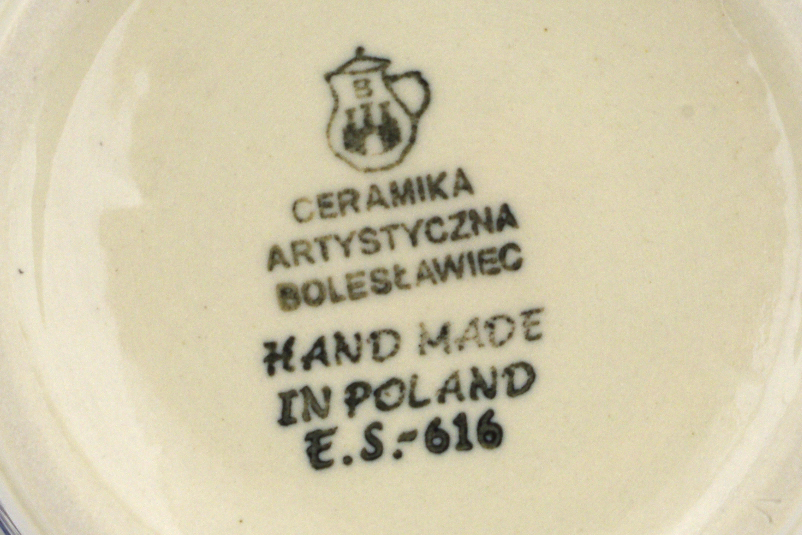 B
CERAMIKA
ARTYSTYCZNA
BOLESŁAWIEC
HAND MADE
IN POLAND
E.S.-616